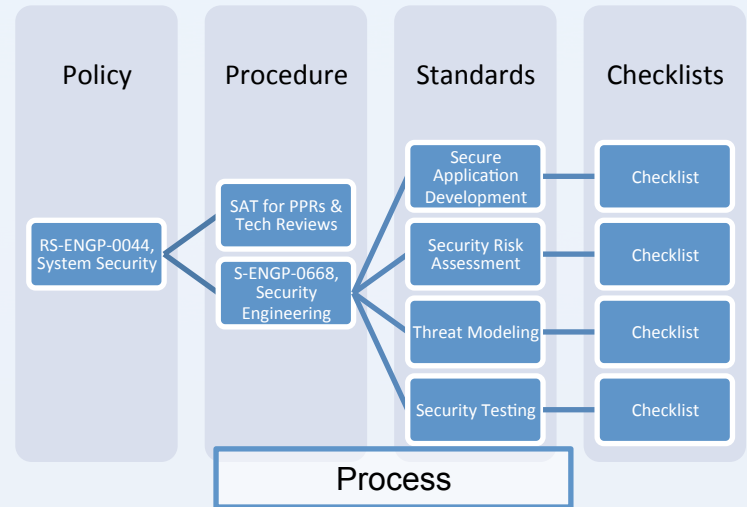 Policy
Procedure
Standards
Checklists
RS-ENGP-0044,
System Security
SAT for PPRs &
Tech Reviews
S-ENGP-0668,
Security
Engineering
Secure
Application
Development
Security Risk
Assessment
Threat Modeling
Security Testing
Checklist
Checklist
Checklist
Checklist
Process